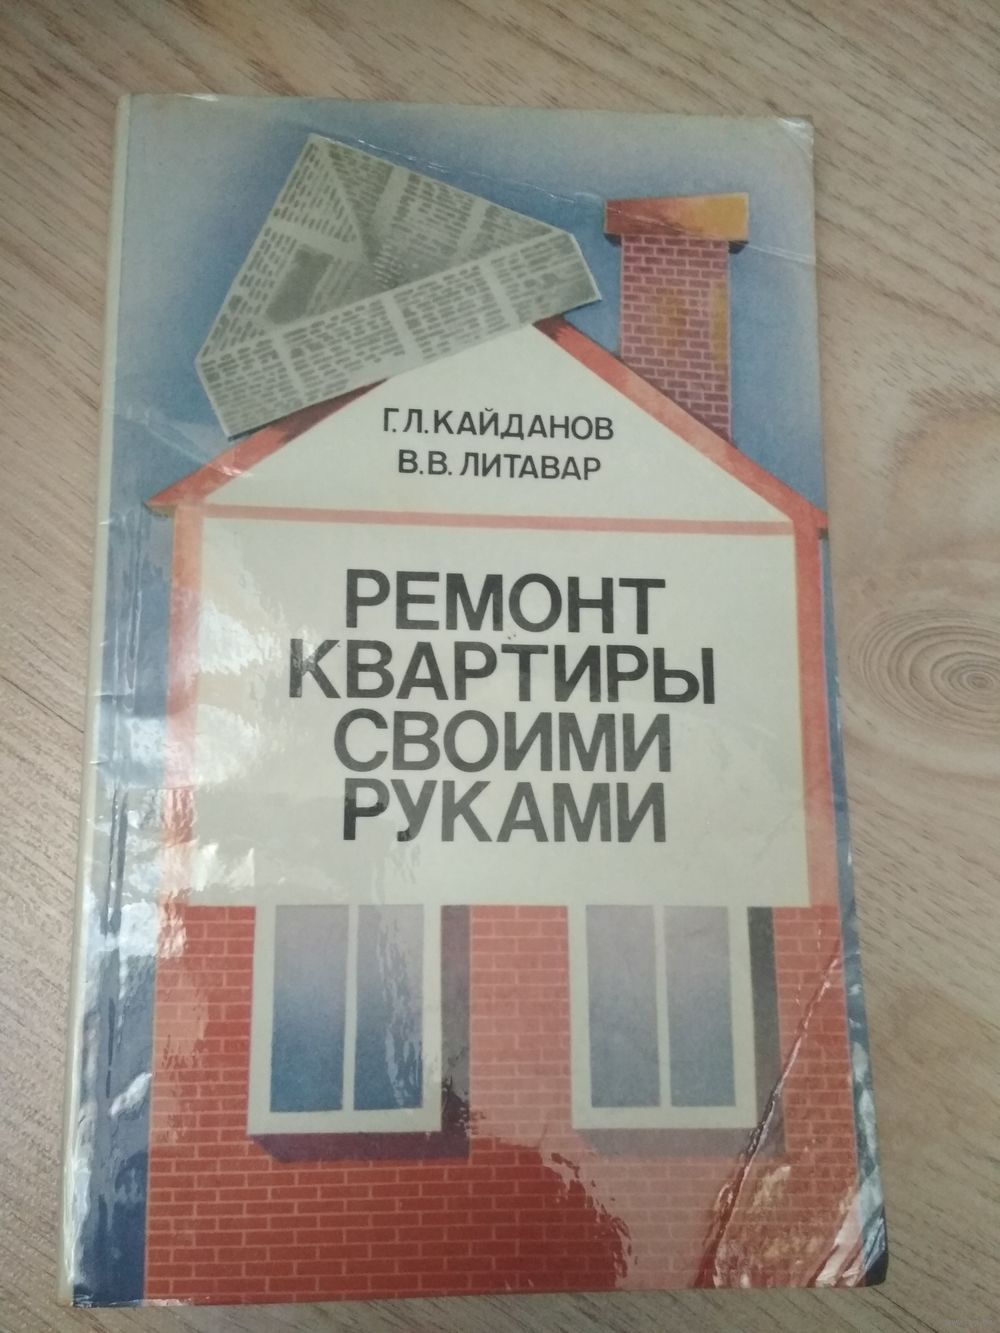 Г.Л.КАЙДАНОВ
В.В.ЛИТАВАР
РЕМОНТ
КВАРТИРЫ
СВОИМИ
РУКАМИ